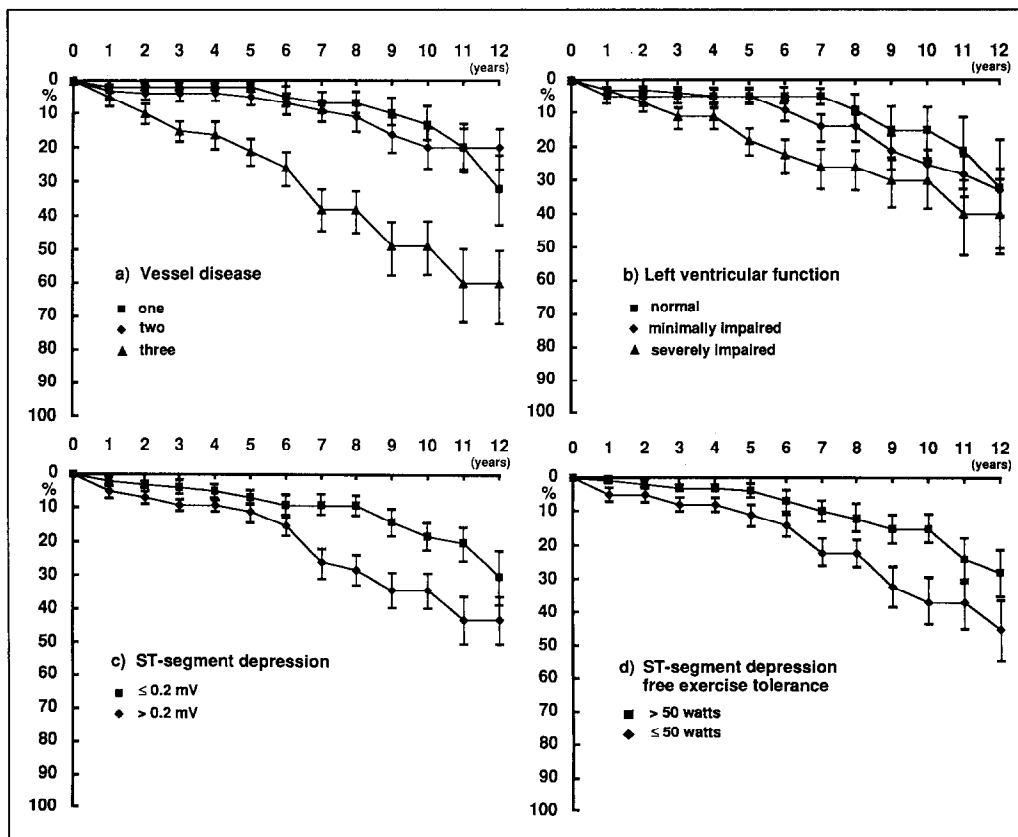 0 1 2 3 4 5 6 7 8 9 10 11 12
(years)
0
%
10
20
30
40
50
60
70
80
90
100
a) Vessel disease
one
two
three
0 1 2 3 4 5 6 7 8 9 10 11 12
(years)
0
%
10
20
30
40
50
60
70
80
90
100
b) Left ventricular function
normal
minimally impaired
severely impaired
0 1 2 3 4 5 6 7 8 9 10 11 12
(years)
0
%
10
20
30
40
50
60
70
80
90
100
c) ST-segment depression
≤ 0.2 mV
> 0.2 mV
0 1 2 3 4 5 6 7 8 9 10 11 12
(years)
0
%
10
20
30
40
50
60
70
80
90
100
d) ST-segment depression
free exercise tolerance
> 50 watts
≤ 50 watts